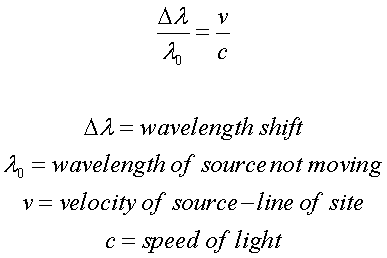 Δλ/λ₀ = v/c
Δλ = wavelength shift
λ₀ = wavelength of source not moving
v = velocity of source – line of site
c = speed of light